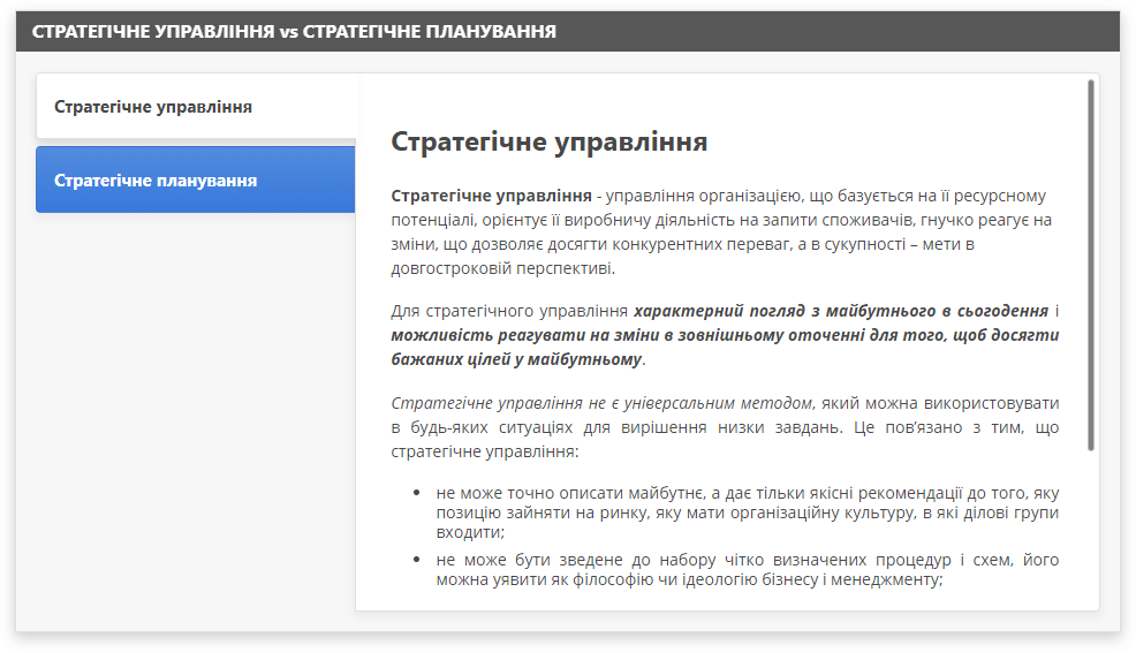 СТРАТЕГІЧНЕ УПРАВЛІННЯ vs СТРАТЕГІЧНЕ ПЛАНУВАННЯ
Стратегічне управління
Стратегічне планування
Стратегічне управління
Стратегічне управління - управління організацією, що базується на її ресурсному
потенціалі, орієнтує її виробничу діяльність на запити споживачів, гнучко реагує на
зміни, що дозволяє досягти конкурентних переваг, а в сукупності – мети в
довгостроковій перспективі.
Для стратегічного управління характерний погляд з майбутнього в сьогодення і
можливість реагувати на зміни в зовнішньому оточенні для того, щоб досягти
бажаних цілей у майбутньому.
Стратегічне управління не є універсальним методом, який можна використовувати
в будь-яких ситуаціях для вирішення низки завдань. Це пов’язано з тим, що
стратегічне управління:
• не може точно описати майбутнє, а дає тільки якісні рекомендації до того, яку
позицію зайняти на ринку, яку мати організаційну культуру, в які ділові групи
входити;
• не може бути зведене до набору чітко визначених процедур і схем, його
можна уявити як філософію чи ідеологію бізнесу і менеджменту;